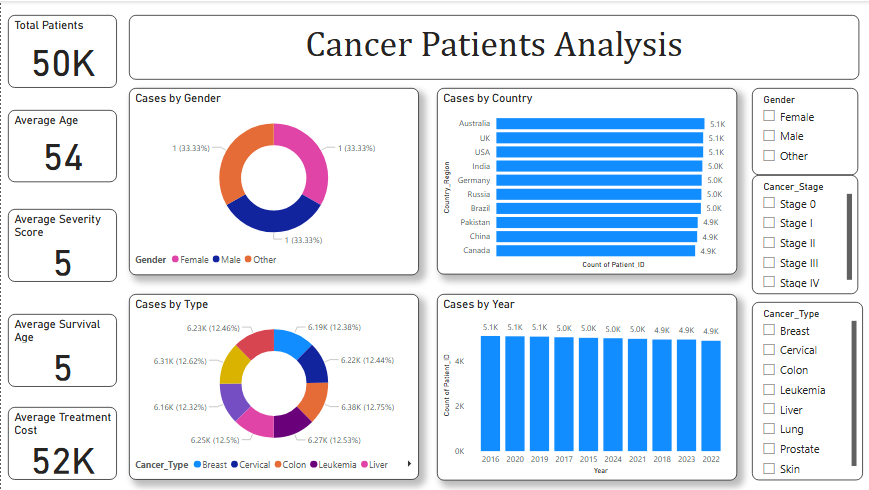 Total Patients
50K
Cancer Patients Analysis
Average Age
54
Average Severity
Score
5
Average Survival
Age
5
Average Treatment
Cost
52K
Cases by Gender
1 (33.33%)
1 (33.33%)
1 (33.33%)
Gender Female Male Other
Cases by Country
Country_Region
Australia 5.1K
UK 5.1K
USA 5.1K
India 5.0K
Germany 5.0K
Russia 5.0K
Brazil 5.0K
Pakistan 4.9K
China 4.9K
Canada 4.9K
Count of Patient_ID
Gender
Female
Male
Other
Cancer_Stage
Stage 0
Stage I
Stage II
Stage III
Stage IV
Cases by Type
6.23K (12.46%) 6.19K (12.38%)
6.31K (12.62%) 6.22K (12.44%)
6.16K (12.32%) 6.38K (12.75%)
6.25K (12.5%) 6.27K (12.53%)
Cancer_Type Breast Cervical Colon Leukemia Liver
Cases by Year
Count of Patient_ID
5.1K 5.1K 5.1K 5.0K 5.0K 5.0K 5.0K 4.9K 4.9K 4.9K
4K
2K
0K
2016 2020 2019 2017 2015 2024 2021 2018 2023 2022
Year
Cancer_Type
Breast
Cervical
Colon
Leukemia
Liver
Lung
Prostate
Skin